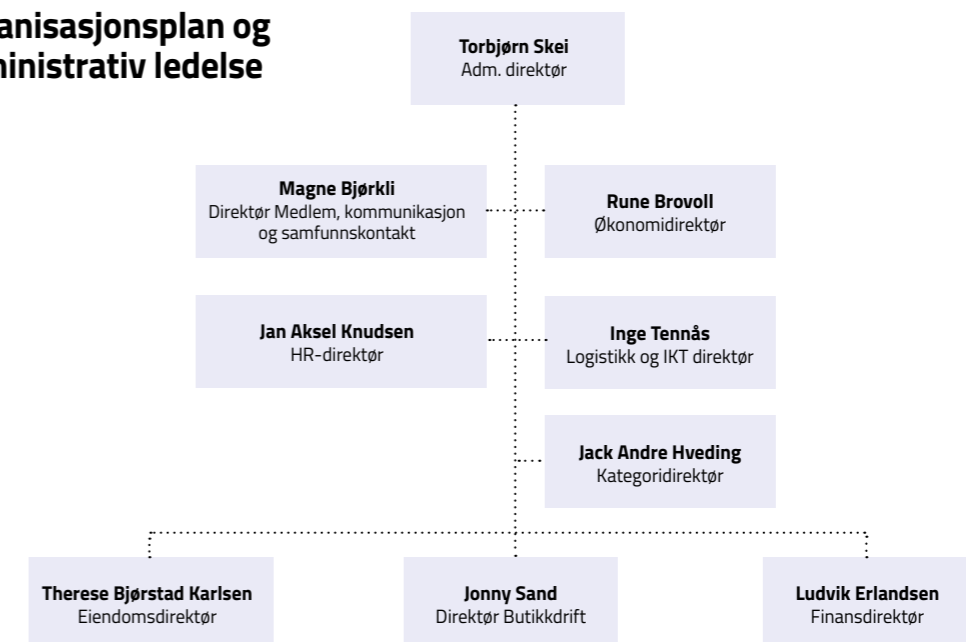 anisasjonsplan og
ministrativ ledelse
Torbjørn Skei
Adm. direktør
Magne Bjørkli
Direktør Medlem, kommunikasjon
og samfunnskontakt
Rune Brovoll
Økonomidirektør
Jan Aksel Knudsen
HR-direktør
Inge Tennås
Logistikk og IKT direktør
Jack Andre Hveding
Kategoridirektør
Therese Bjørstad Karlsen
Eiendomsdirektør
Jonny Sand
Direktør Butikkdrift
Ludvik Erlandsen
Finansdirektør